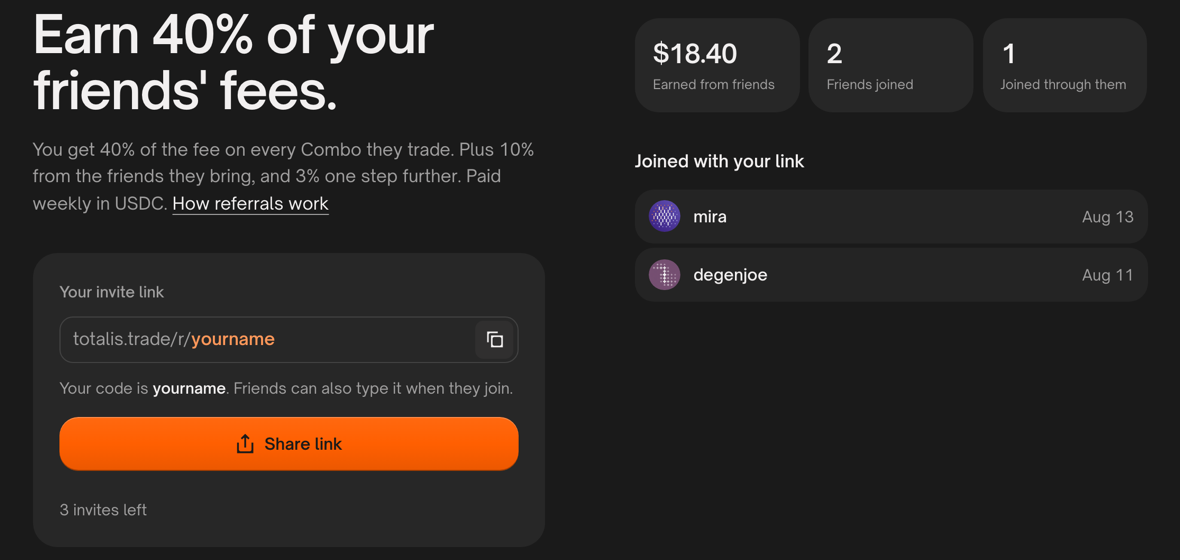 Earn 40% of your
friends' fees.
You get 40% of the fee on every Combo they trade. Plus 10%
from the friends they bring, and 3% one step further. Paid
weekly in USDC. How referrals work
Your invite link
totalis.trade/r/yourname
Your code is yourname. Friends can also type it when they join.
Share link
3 invites left
$18.40
Earned from friends
2
Friends joined
1
Joined through them
Joined with your link
mira
Aug 13
degenjoe
Aug 11